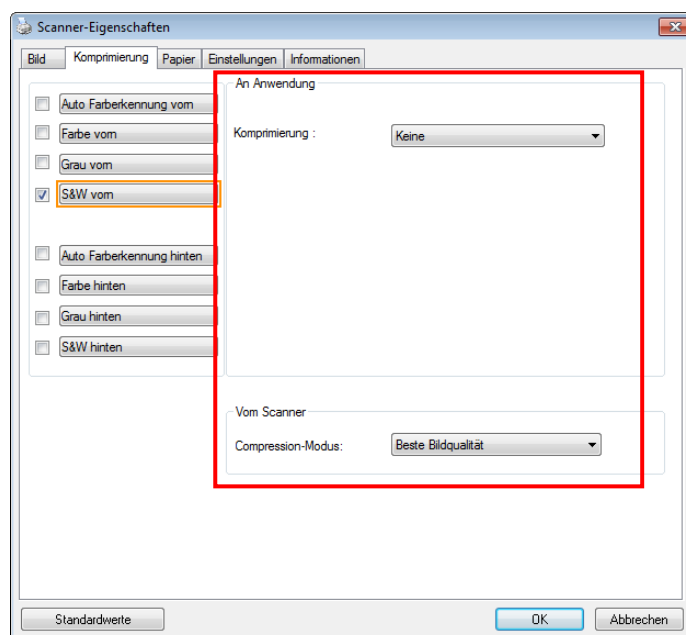 Scanner-Eigenschaften
Bild Komprimierung Papier Einstellungen Informationen
Auto Farberkennung vorn
Farbe vorn
Grau vorn
S&W vorn
Auto Farberkennung hinten
Farbe hinten
Grau hinten
S&W hinten
An Anwendung
Komprimierung : Keine
Vom Scanner
Compression-Modus: Beste Bildqualität
Standardwerte OK Abbrechen